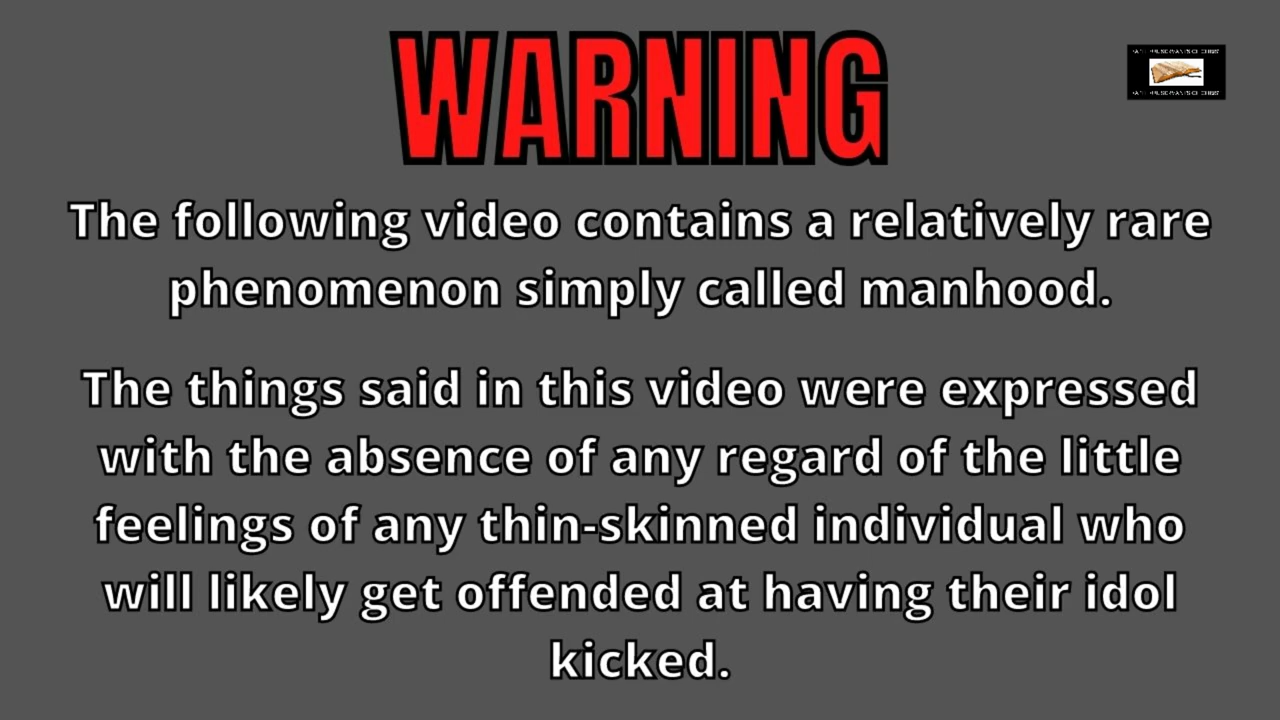 WARNING
The following video contains a relatively rare
phenomenon simply called manhood.
The things said in this video were expressed
with the absence of any regard of the little
feelings of any thin-skinned individual who
will likely get offended at having their idol
kicked.